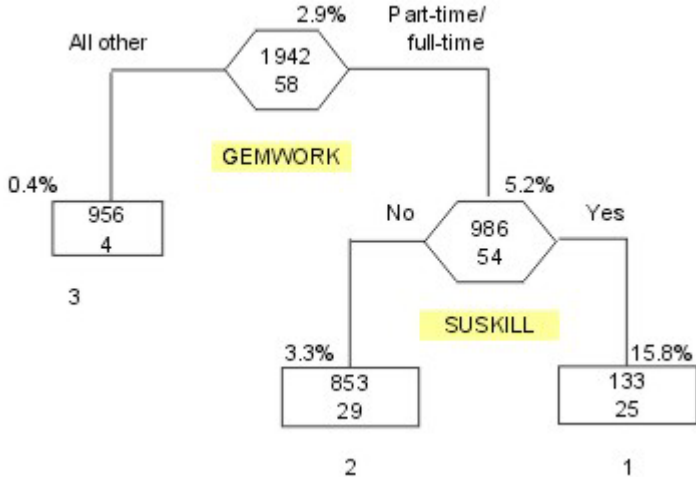 2.9%
Part-time/
full-time
All other
1942
58
GEMWORK
0.4%
5.2%
956
4
No
986
54
Yes
3
SUSKILL
3.3%
15.8%
853
29
133
25
2
1